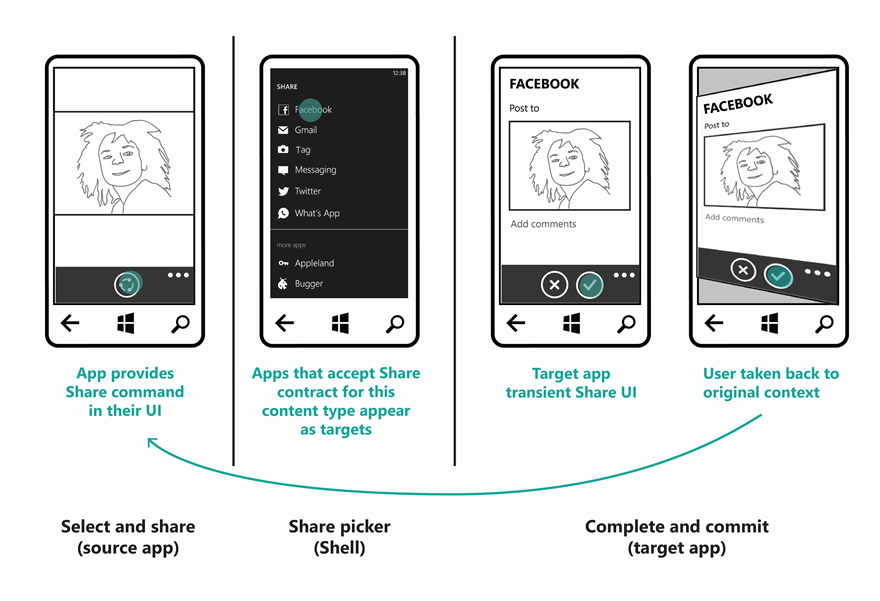 12:38
SHARE
Facebook
Gmail
Tag
Messaging
Twitter
What's App
more apps
Appleland
Bugger
FACEBOOK
Post to
Add comments
FACEBOOK
Post to
Add comments
App provides
Share command
in their UI
Apps that accept Share
contract for this
content type appear
as targets
Target app
transient Share UI
User taken back to
original context
Select and share
(source app)
Share picker
(Shell)
Complete and commit
(target app)